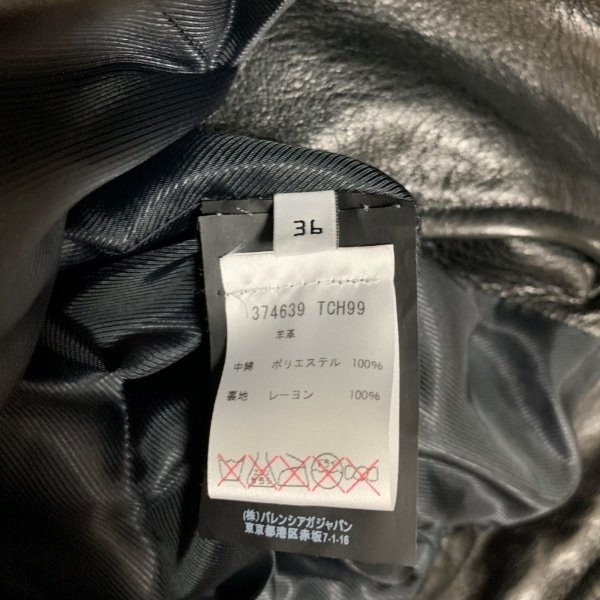 36
374639 TCH99
羊革
中綿 ポリエステル 100%
裏地 レーヨン 100%
(株)バレンシアガジャパン
東京都港区赤坂7-1-16